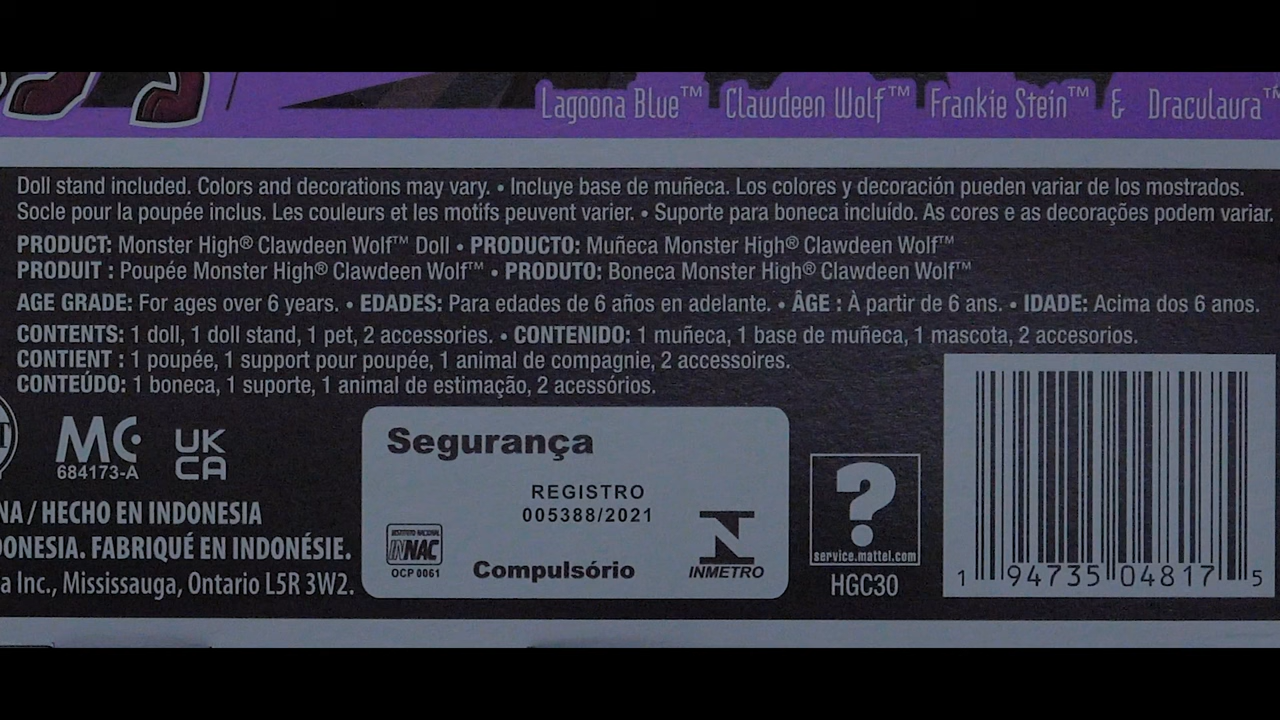 Lagoona Blue™ Clawdeen Wolf™ Frankie Stein™ & Draculaura™
Doll stand included. Colors and decorations may vary. • Incluye base de muñeca. Los colores y decoración pueden variar de los mostrados.
Socle pour la poupée inclus. Les couleurs et les motifs peuvent varier. • Suporte para boneca incluído. As cores e as decorações podem variar.
PRODUCT: Monster High® Clawdeen Wolf™ Doll • PRODUCTO: Muñeca Monster High® Clawdeen Wolf™
PRODUIT : Poupée Monster High® Clawdeen Wolf™ • PRODUTO: Boneca Monster High® Clawdeen Wolf™
AGE GRADE: For ages over 6 years. • EDADES: Para edades de 6 años en adelante. • ÂGE : À partir de 6 ans. • IDADE: Acima dos 6 anos.
CONTENTS: 1 doll, 1 doll stand, 1 pet, 2 accessories. • CONTENIDO: 1 muñeca, 1 base de muñeca, 1 mascota, 2 accesorios.
CONTIENT : 1 poupée, 1 support pour poupée, 1 animal de compagnie, 2 accessoires.
CONTEÚDO: 1 boneca, 1 suporte, 1 animal de estimação, 2 acessórios.
MC
684173-A
UK
CA
NA / HECHO EN INDONESIA
DONESIA. FABRIQUÉ EN INDONÉSIE.
a Inc., Mississauga, Ontario L5R 3W2.
Segurança
REGISTRO
005388/2021
INNAC
OCP 0061
Compulsório
INMETRO
?
service.mattel.com
HGC30
1 94735 04817 5